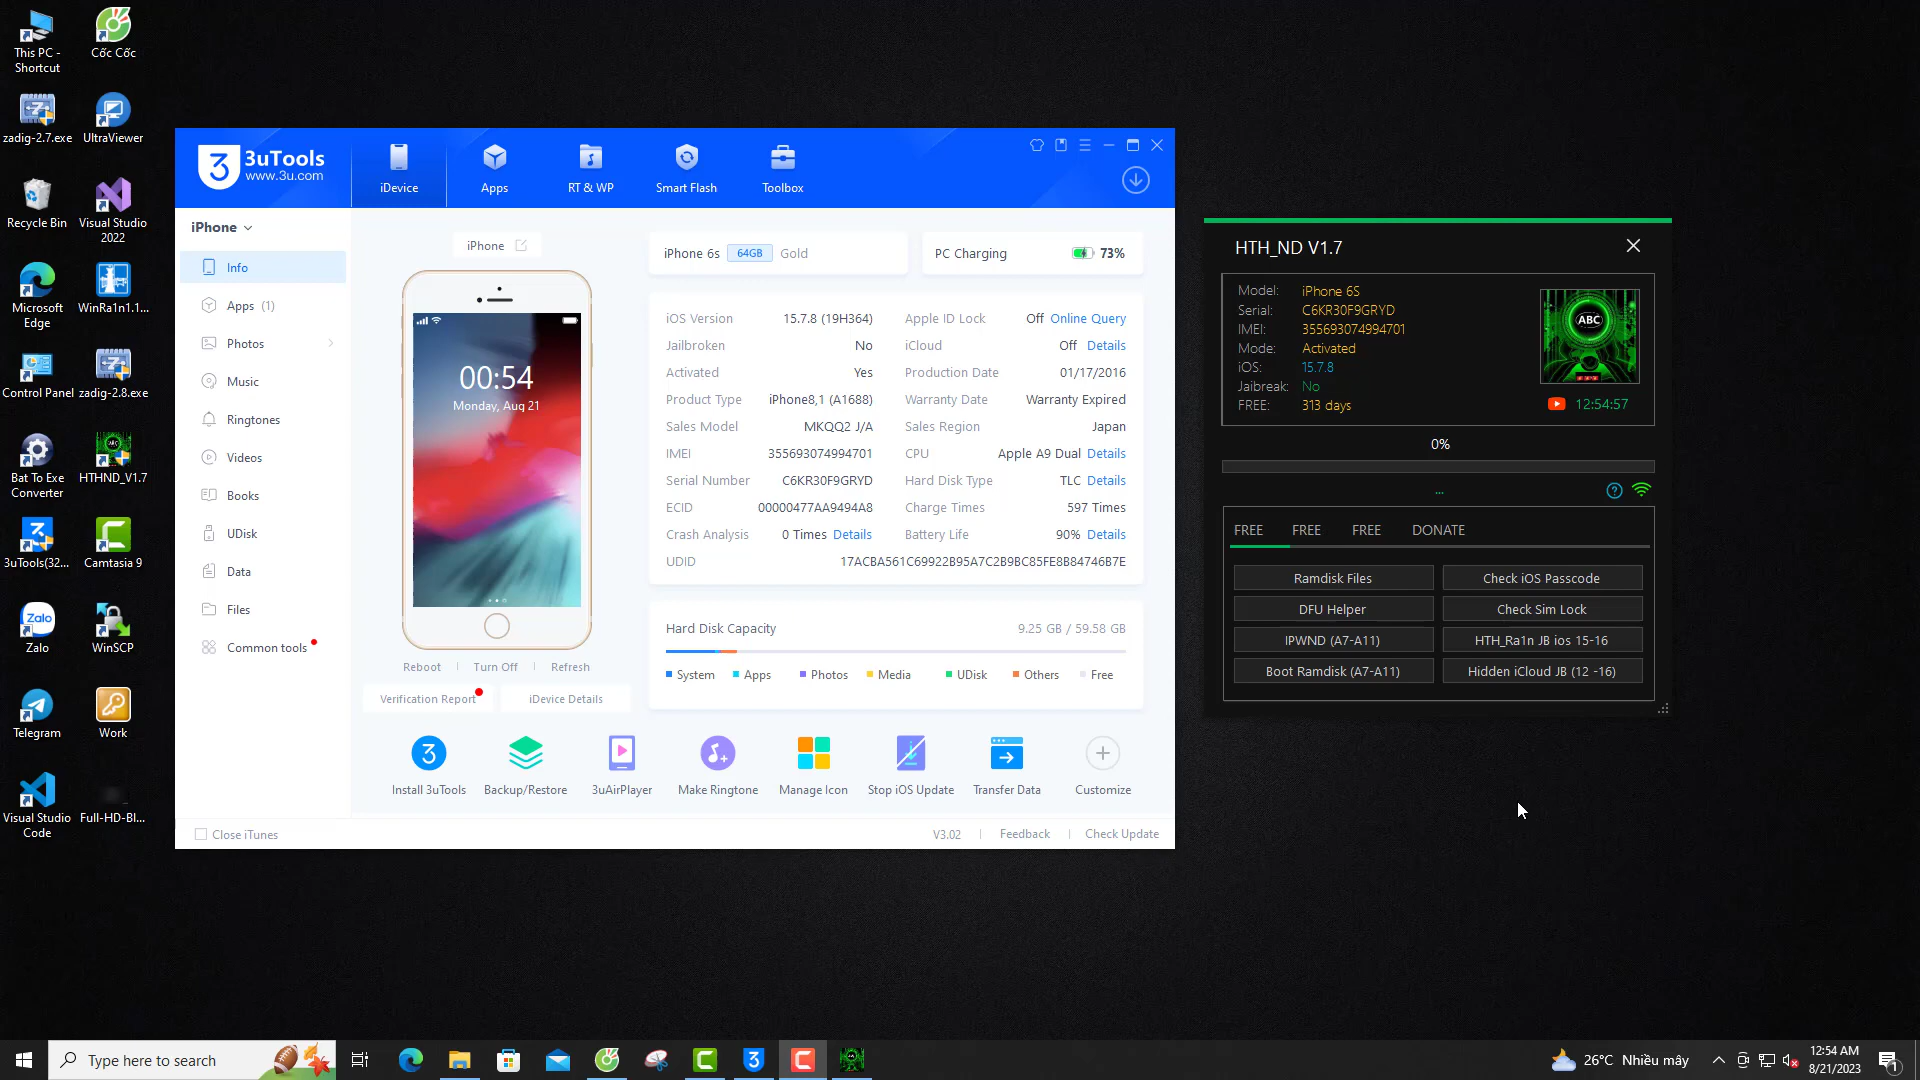 This PC -
Shortcut
Cốc Cốc
zadig-2.7.exe
UltraViewer
Recycle Bin
Visual Studio
2022
Microsoft
Edge
WinRa1n1.1...
Control Panel
zadig-2.8.exe
Bat To Exe
Converter
HTHND_V1.7
3uTools(32...
Camtasia 9
Zalo
Zalo
WinSCP
Telegram
Work
Visual Studio
Code
Full-HD-Bl...
3uTools
www.3u.com
iDevice
Apps
RT & WP
Smart Flash
Toolbox
iPhone
Info
Apps (1)
Photos
Music
Ringtones
Videos
Books
UDisk
Data
Files
Common tools
iPhone
00:54
Monday, Aug 21
Reboot
Turn Off
Refresh
Verification Report
iDevice Details
iPhone 6s 64GB Gold
PC Charging 73%
iOS Version 15.7.8 (19H364) Apple ID Lock Off Online Query
Jailbroken No iCloud Off Details
Activated Yes Production Date 01/17/2016
Product Type iPhone8,1 (A1688) Warranty Date Warranty Expired
Sales Model MKQQ2 J/A Sales Region Japan
IMEI 355693074994701 CPU Apple A9 Dual Details
Serial Number C6KR30F9GRYD Hard Disk Type TLC Details
ECID 00000477AA9494A8 Charge Times 597 Times
Crash Analysis 0 Times Details Battery Life 90% Details
UDID 17ACBA561C69922B95A7C2B9BC85FE8B84746B7E
Hard Disk Capacity 9.25 GB / 59.58 GB
System Apps Photos Media UDisk Others Free
Install 3uTools
Backup/Restore
3uAirPlayer
Make Ringtone
Manage Icon
Stop iOS Update
Transfer Data
Customize
Close iTunes
V3.02
Feedback
Check Update
HTH_ND V1.7
Model: iPhone 6S
Serial: C6KR30F9GRYD
IMEI: 355693074994701
Mode: Activated
iOS: 15.7.8
Jailbreak: No
FREE: 313 days
ABC
12:54:57
0%
...
FREE FREE FREE DONATE
Ramdisk Files
Check iOS Passcode
DFU Helper
Check Sim Lock
IPWND (A7-A11)
HTH_Ra1n JB ios 15-16
Boot Ramdisk (A7-A11)
Hidden iCloud JB (12 -16)
Type here to search
26°C Nhiều mây
12:54 AM
8/21/2023
1